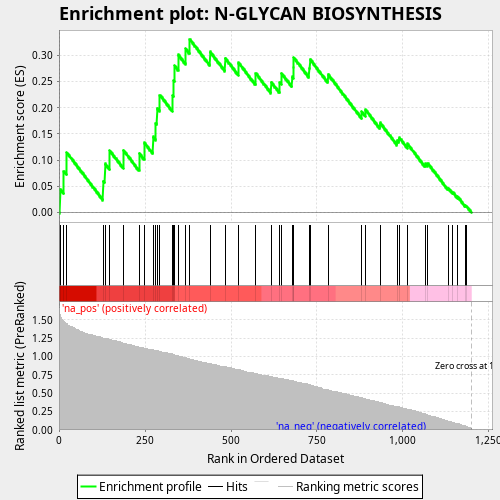 Enrichment plot: N-GLYCAN BIOSYNTHESIS
Enrichment score (ES)
0.30
0.25
0.20
0.15
0.10
0.05
0.00
'na_pos' (positively correlated)
Ranked list metric (PreRanked)
1.50
1.25
1.00
0.75
0.50
0.25
0.00
Zero cross at 1
'na_neg' (negatively correlated)
0 250 500 750 1,000 1,250
Rank in Ordered Dataset
Enrichment profile Hits Ranking metric scores